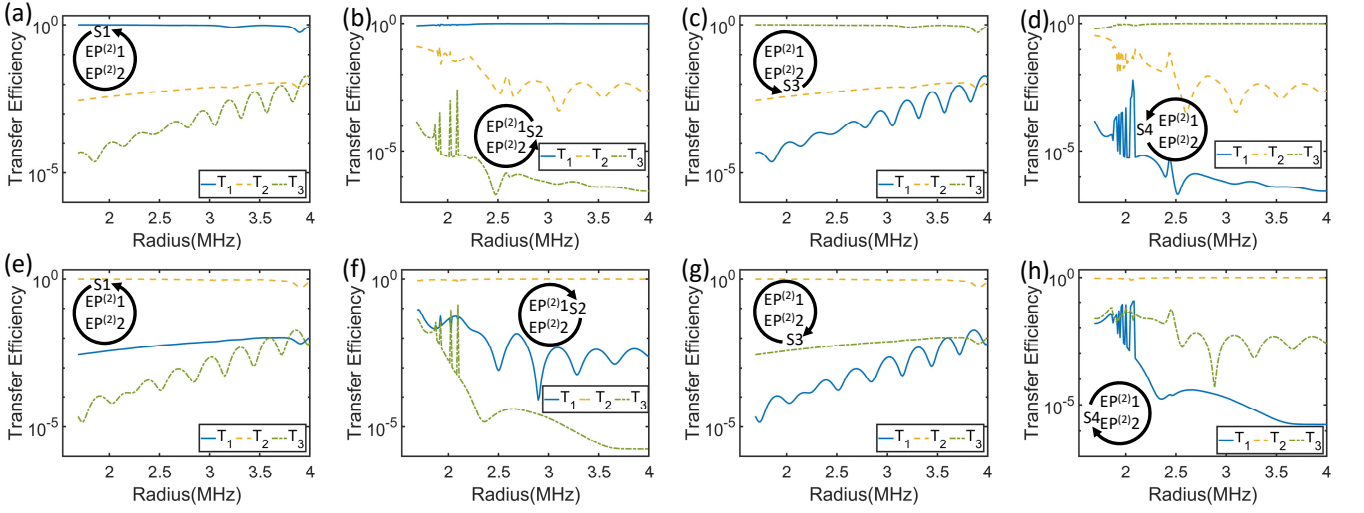 (a)
Transfer Efficiency
10⁰
10⁻⁵
S1
EP⁽²⁾1
EP⁽²⁾2
T₁ T₂ T₃
2 2.5 3 3.5 4
Radius(MHz)
(b)
Transfer Efficiency
10⁰
10⁻⁵
EP⁽²⁾1
S2
EP⁽²⁾2
T₁ T₂ T₃
2 2.5 3 3.5 4
Radius(MHz)
(c)
Transfer Efficiency
10⁰
10⁻⁵
EP⁽²⁾1
EP⁽²⁾2
S3
T₁ T₂ T₃
2 2.5 3 3.5 4
Radius(MHz)
(d)
Transfer Efficiency
10⁰
10⁻⁵
EP⁽²⁾1
S4
EP⁽²⁾2
T₁ T₂ T₃
2 2.5 3 3.5 4
Radius(MHz)
(e)
Transfer Efficiency
10⁰
10⁻⁵
S1
EP⁽²⁾1
EP⁽²⁾2
T₁ T₂ T₃
2 2.5 3 3.5 4
Radius(MHz)
(f)
Transfer Efficiency
10⁰
10⁻⁵
EP⁽²⁾1S2
EP⁽²⁾2
T₁ T₂ T₃
2 2.5 3 3.5 4
Radius(MHz)
(g)
Transfer Efficiency
10⁰
10⁻⁵
EP⁽²⁾1
EP⁽²⁾2
S3
T₁ T₂ T₃
2 2.5 3 3.5 4
Radius(MHz)
(h)
Transfer Efficiency
10⁰
10⁻⁵
EP⁽²⁾1
S4EP⁽²⁾2
T₁ T₂ T₃
2 2.5 3 3.5 4
Radius(MHz)